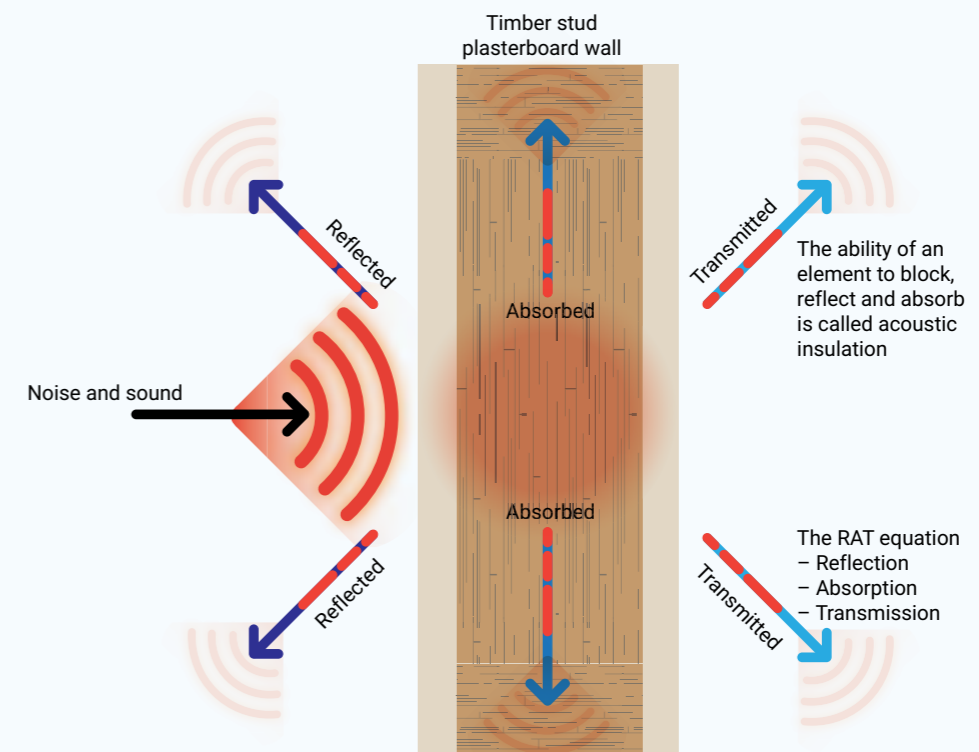 Timber stud
plasterboard wall
Reflected
Transmitted
The ability of an
element to block,
reflect and absorb
is called acoustic
insulation
Absorbed
Noise and sound
Absorbed
Reflected
Transmitted
The RAT equation
– Reflection
– Absorption
– Transmission